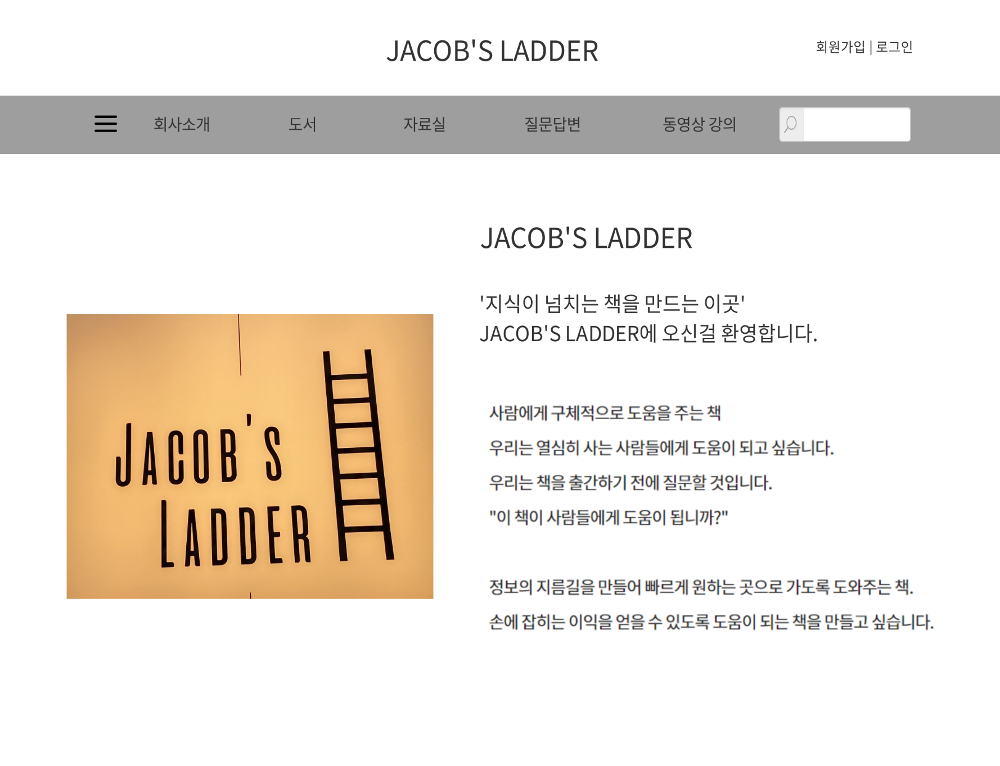 JACOB'S LADDER
회원가입 | 로그인
회사소개 도서 자료실 질문답변 동영상 강의
JACOB'S LADDER
'지식이 넘치는 책을 만드는 이곳'
JACOB'S LADDER에 오신걸 환영합니다.
JACOB'S
LADDER
사람에게 구체적으로 도움을 주는 책
우리는 열심히 사는 사람들에게 도움이 되고 싶습니다.
우리는 책을 출간하기 전에 질문할 것입니다.
"이 책이 사람들에게 도움이 됩니까?"
정보의 지름길을 만들어 빠르게 원하는 곳으로 가도록 도와주는 책.
손에 잡히는 이익을 얻을 수 있도록 도움이 되는 책을 만들고 싶습니다.